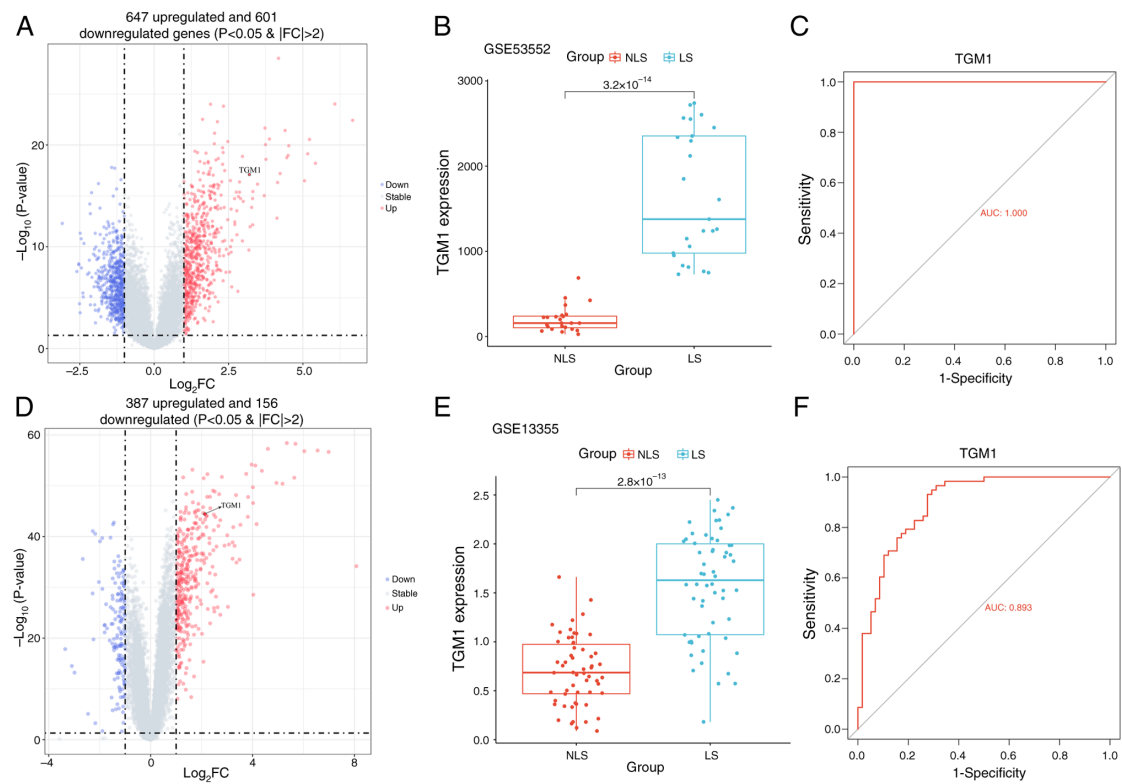 A
647 upregulated and 601
downregulated genes (P<0.05 & |FC|>2)
20
10
0
−Log10 (P-value)
TGM1
Down
Stable
Up
−2.5
0.0
2.5
5.0
Log2FC
B
GSE53552
Group NLS LS
3.2×10−14
3000
2000
1000
0
TGM1 expression
NLS
LS
Group
C
TGM1
1.0
0.8
0.6
0.4
0.2
0.0
Sensitivity
AUC: 1.000
0.0
0.2
0.4
0.6
0.8
1.0
1-Specificity
D
387 upregulated and 156
downregulated (P<0.05 & |FC|>2)
60
40
20
0
−Log10 (P-value)
TGM1
Down
Stable
Up
−4
0
4
8
Log2FC
E
GSE13355
Group NLS LS
2.8×10−13
2.5
2.0
1.5
1.0
0.5
0.0
TGM1 expression
NLS
LS
Group
F
TGM1
1.0
0.8
0.6
0.4
0.2
0.0
Sensitivity
AUC: 0.893
0.0
0.2
0.4
0.6
0.8
1.0
1-Specificity